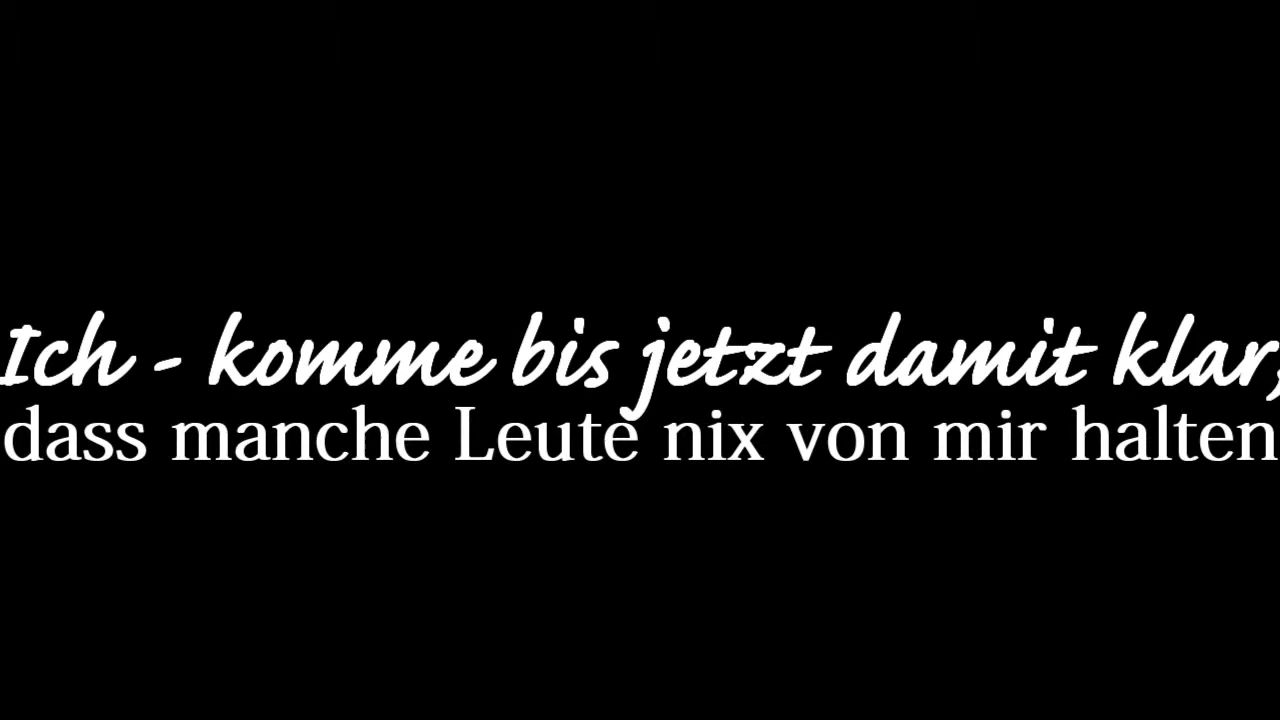 Ich - komme bis jetzt damit klar,
dass manche Leute nix von mir halten